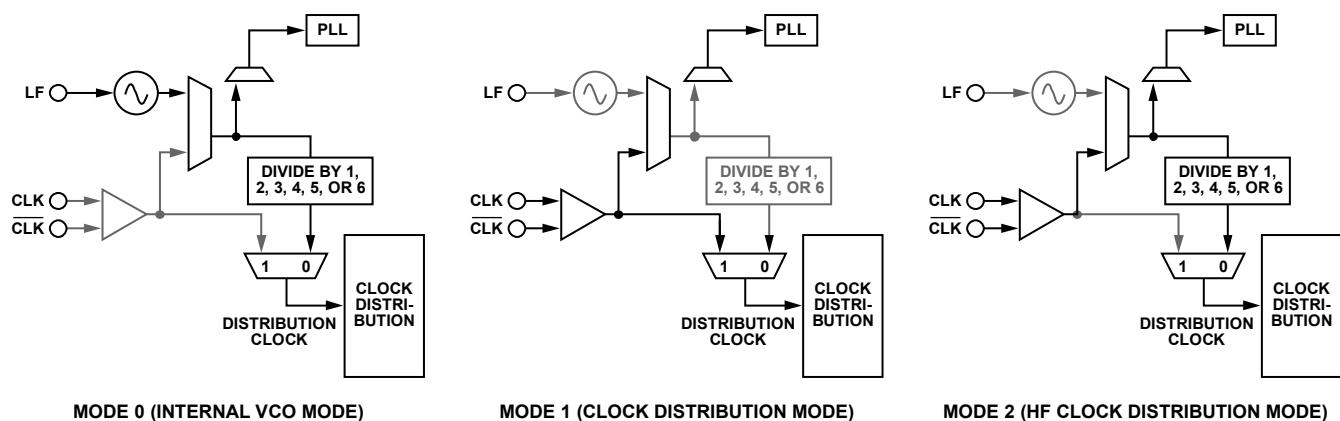 PLL
LF
DIVIDE BY 1,
2, 3, 4, 5, OR 6
CLK
CLK
1 0
CLOCK
DISTRI-
BUTION
DISTRIBUTION
CLOCK
MODE 0 (INTERNAL VCO MODE)
PLL
LF
DIVIDE BY 1,
2, 3, 4, 5, OR 6
CLK
CLK
1 0
CLOCK
DISTRI-
BUTION
DISTRIBUTION
CLOCK
MODE 1 (CLOCK DISTRIBUTION MODE)
PLL
LF
DIVIDE BY 1,
2, 3, 4, 5, OR 6
CLK
CLK
1 0
CLOCK
DISTRI-
BUTION
DISTRIBUTION
CLOCK
MODE 2 (HF CLOCK DISTRIBUTION MODE)